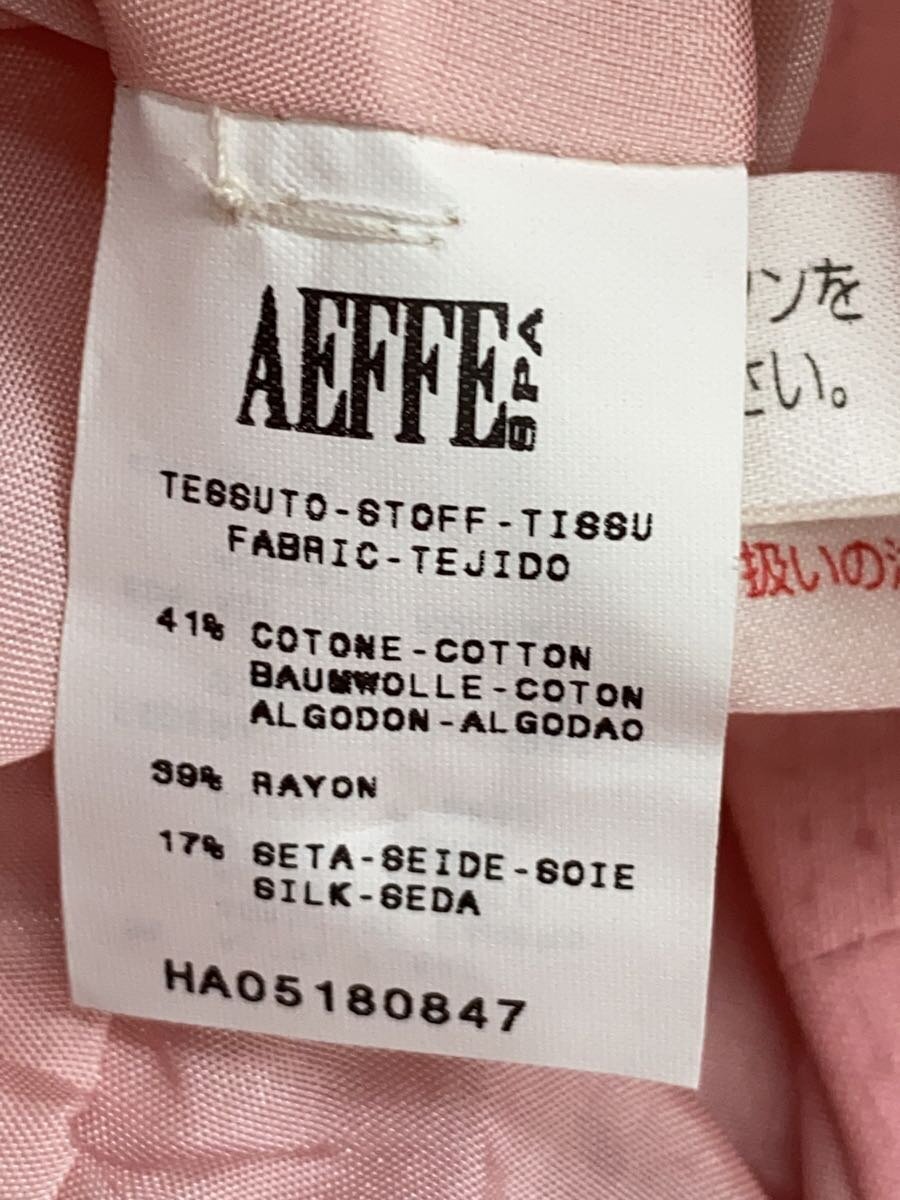 AEFFE SPA
TESSUTO-STOFF-TISSU
FABRIC-TEJIDO
41% COTONE-COTTON
BAUMWOLLE-COTON
ALGODON-ALGODAO
39% RAYON
17% SETA-SEIDE-SOIE
SILK-SEDA
HA05180847
ンを
さい。
扱いの